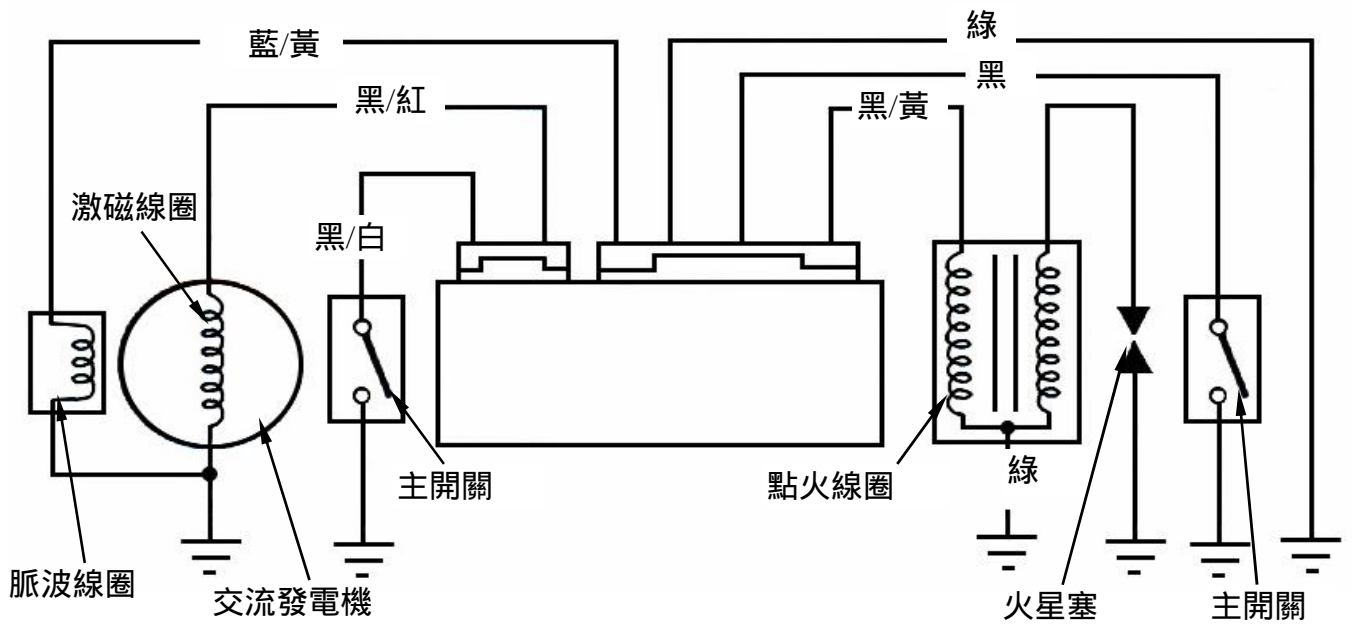 綠
藍/黃
黑
黑/紅
黑/黃
激磁線圈
黑/白
主開關
點火線圈
綠
脈波線圈
交流發電機
火星塞
主開關